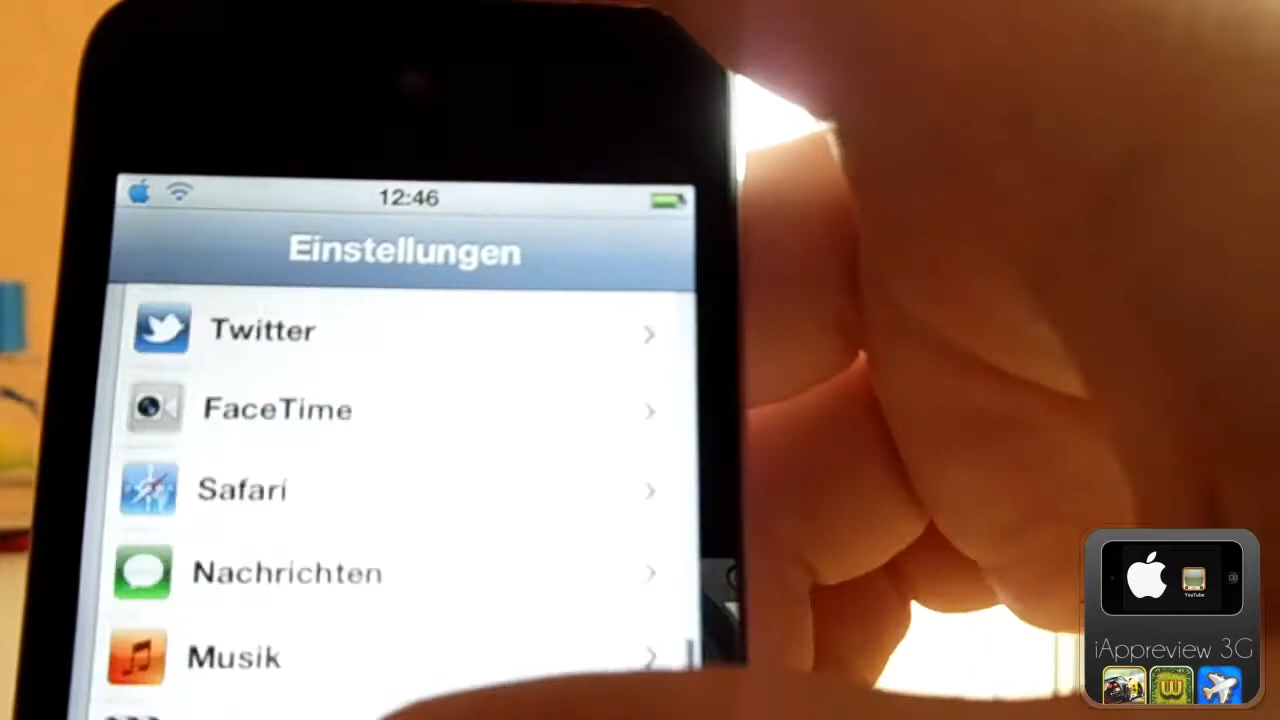 12:46
Einstellungen
Twitter
FaceTime
Safari
Nachrichten
Musik
YouTube
iAppreview 3G
W